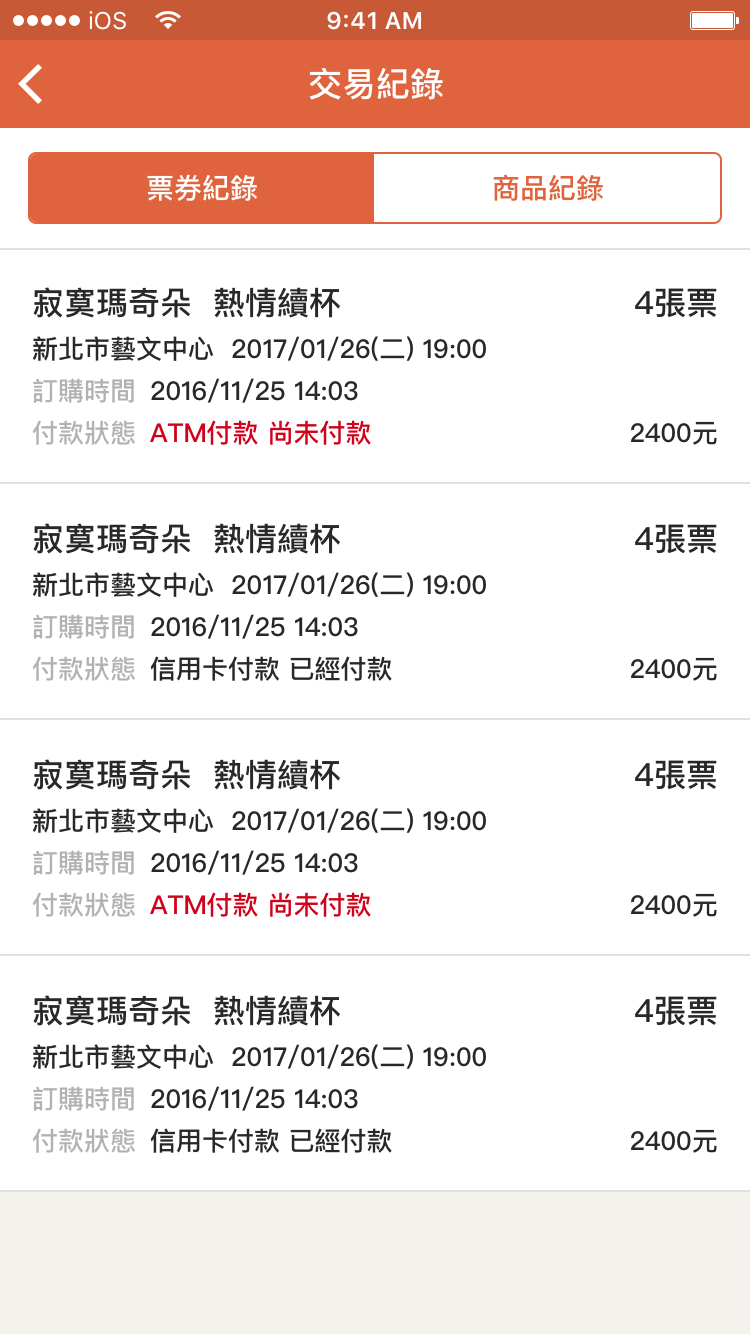 iOS 9:41 AM
交易紀錄
票券紀錄 商品紀錄
寂寞瑪奇朵 熱情續杯 4張票
新北市藝文中心 2017/01/26(二) 19:00
訂購時間 2016/11/25 14:03
付款狀態 ATM付款 尚未付款 2400元
寂寞瑪奇朵 熱情續杯 4張票
新北市藝文中心 2017/01/26(二) 19:00
訂購時間 2016/11/25 14:03
付款狀態 信用卡付款 已經付款 2400元
寂寞瑪奇朵 熱情續杯 4張票
新北市藝文中心 2017/01/26(二) 19:00
訂購時間 2016/11/25 14:03
付款狀態 ATM付款 尚未付款 2400元
寂寞瑪奇朵 熱情續杯 4張票
新北市藝文中心 2017/01/26(二) 19:00
訂購時間 2016/11/25 14:03
付款狀態 信用卡付款 已經付款 2400元